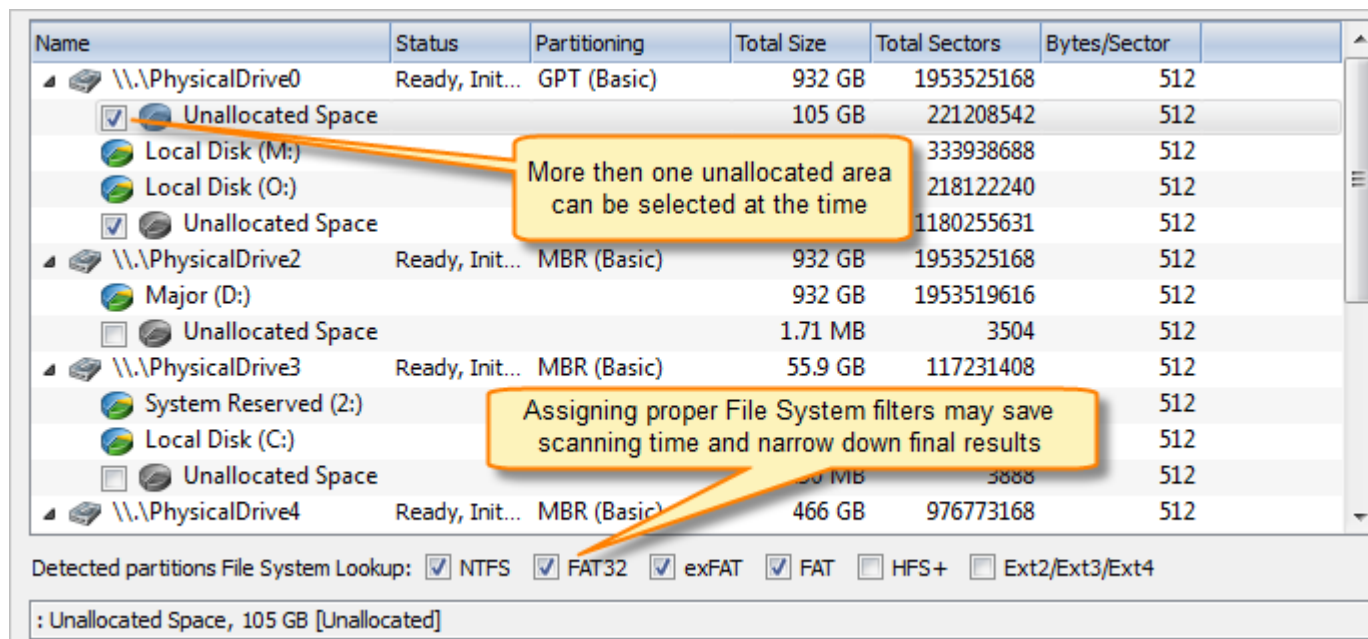 Name Status Partitioning Total Size Total Sectors Bytes/Sector
\\.\PhysicalDrive0 Ready, Init... GPT (Basic) 932 GB 1953525168 512
Unallocated Space 105 GB 221208542 512
Local Disk (M:) 333938688 512
More then one unallocated area
can be selected at the time
Local Disk (O:) 218122240 512
Unallocated Space 1180255631 512
\\.\PhysicalDrive2 Ready, Init... MBR (Basic) 932 GB 1953525168 512
Major (D:) 932 GB 1953519616 512
Unallocated Space 1.71 MB 3504 512
\\.\PhysicalDrive3 Ready, Init... MBR (Basic) 55.9 GB 117231408 512
System Reserved (2:) 512
Assigning proper File System filters may save
scanning time and narrow down final results
Local Disk (C:) 512
Unallocated Space MB 3888 512
\\.\PhysicalDrive4 Ready, Init... MBR (Basic) 466 GB 976773168 512
Detected partitions File System Lookup: NTFS FAT32 exFAT FAT HFS+ Ext2/Ext3/Ext4
: Unallocated Space, 105 GB [Unallocated]